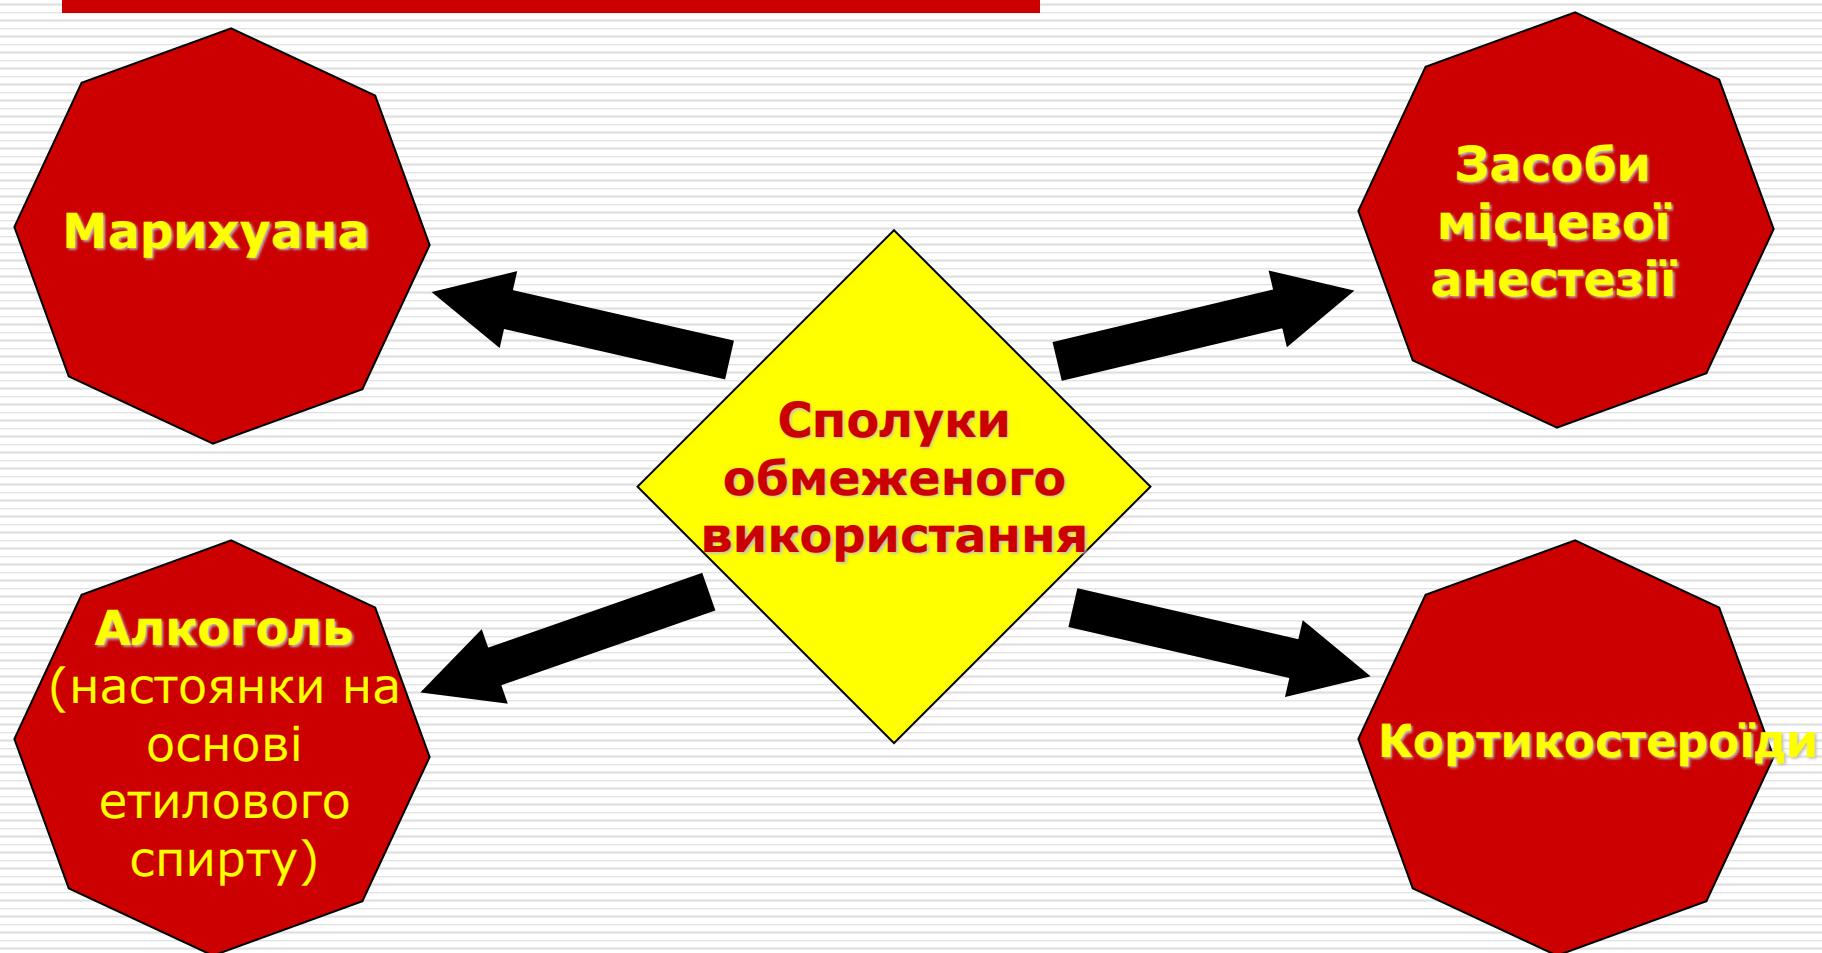 Марихуана
Засоби
місцевої
анестезії
Сполуки
обмеженого
використання
Алкоголь
(настоянки на
основі
етилового
спирту)
Кортикостероїди